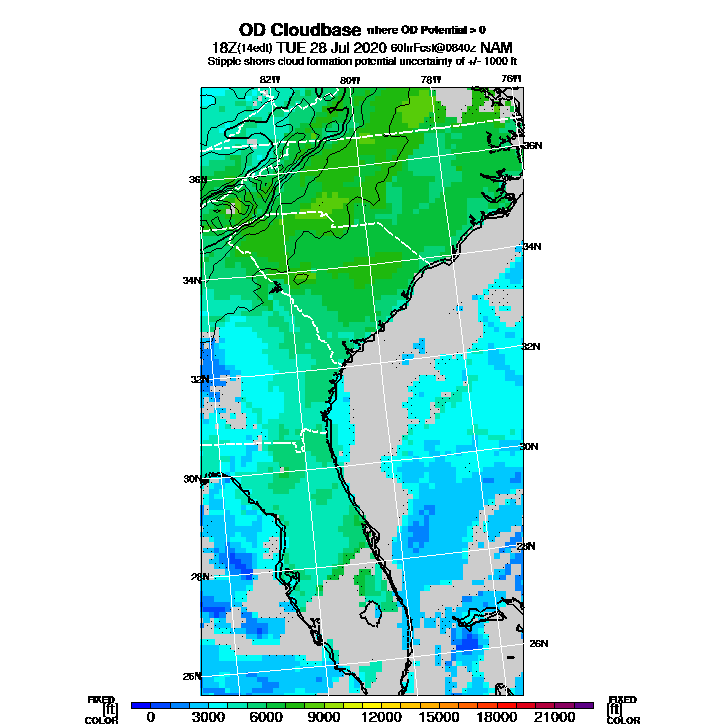 OD Cloudbase where OD Potential > 0
18Z(14edt) TUE 28 Jul 2020 60hrFcst@0840z NAM
Stipple shows cloud formation potential uncertainty of +/- 1000 ft
82W 80W 78W 76W
36N
36N
34N
34N
32N
32N
30N
30N
28N
28N
26N
26N
FIXED FIXED
[ft] [ft]
COLOR COLOR
0 3000 6000 9000 12000 15000 18000 21000